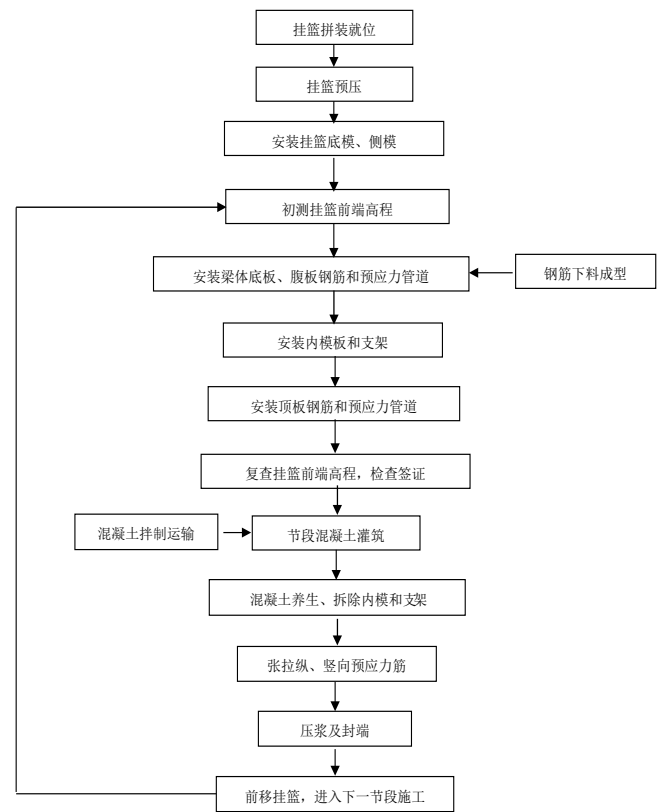 挂篮拼装就位
挂篮预压
安装挂篮底模、侧模
初测挂篮前端高程
安装梁体底板、腹板钢筋和预应力管道
钢筋下料成型
安装内模板和支架
安装顶板钢筋和预应力管道
复查挂篮前端高程，检查签证
混凝土拌制运输
节段混凝土灌筑
混凝土养生、拆除内模和支架
张拉纵、竖向预应力筋
压浆及封端
前移挂篮，进入下一节段施工